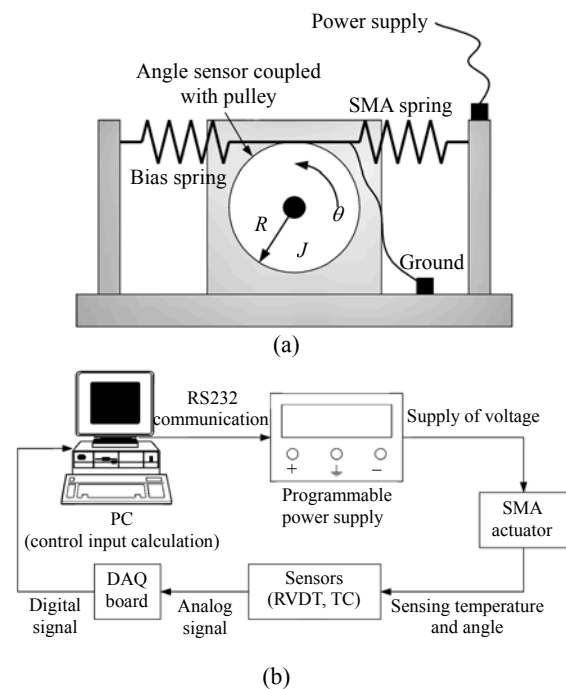 Power supply
Angle sensor coupled
with pulley
SMA spring
Bias spring
θ
R
J
Ground
(a)
RS232
communication
Supply of voltage
+
−
PC
(control input calculation)
Programmable
power supply
SMA
actuator
DAQ
board
Sensors
(RVDT, TC)
Digital
signal
Analog
signal
Sensing temperature
and angle
(b)